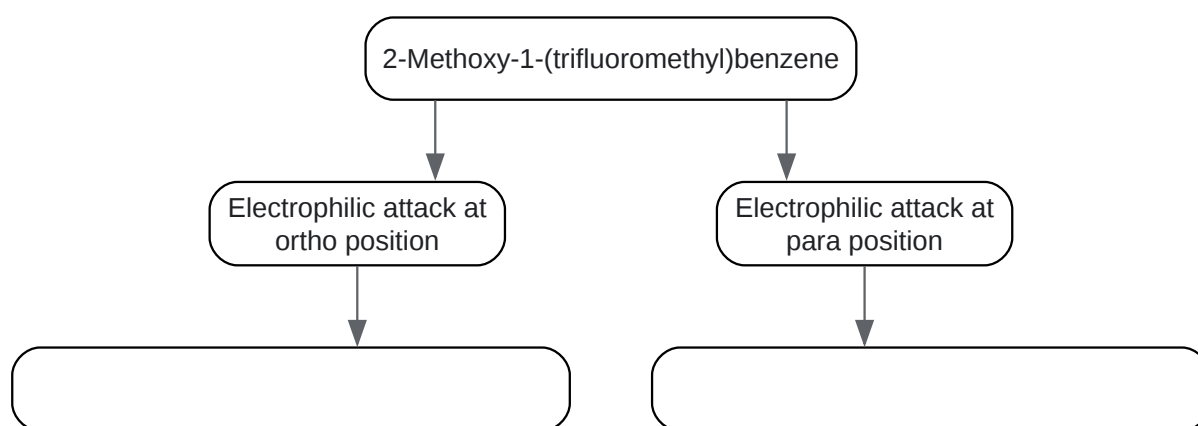 2-Methoxy-1-(trifluoromethyl)benzene
Electrophilic attack at
ortho position
Electrophilic attack at
para position